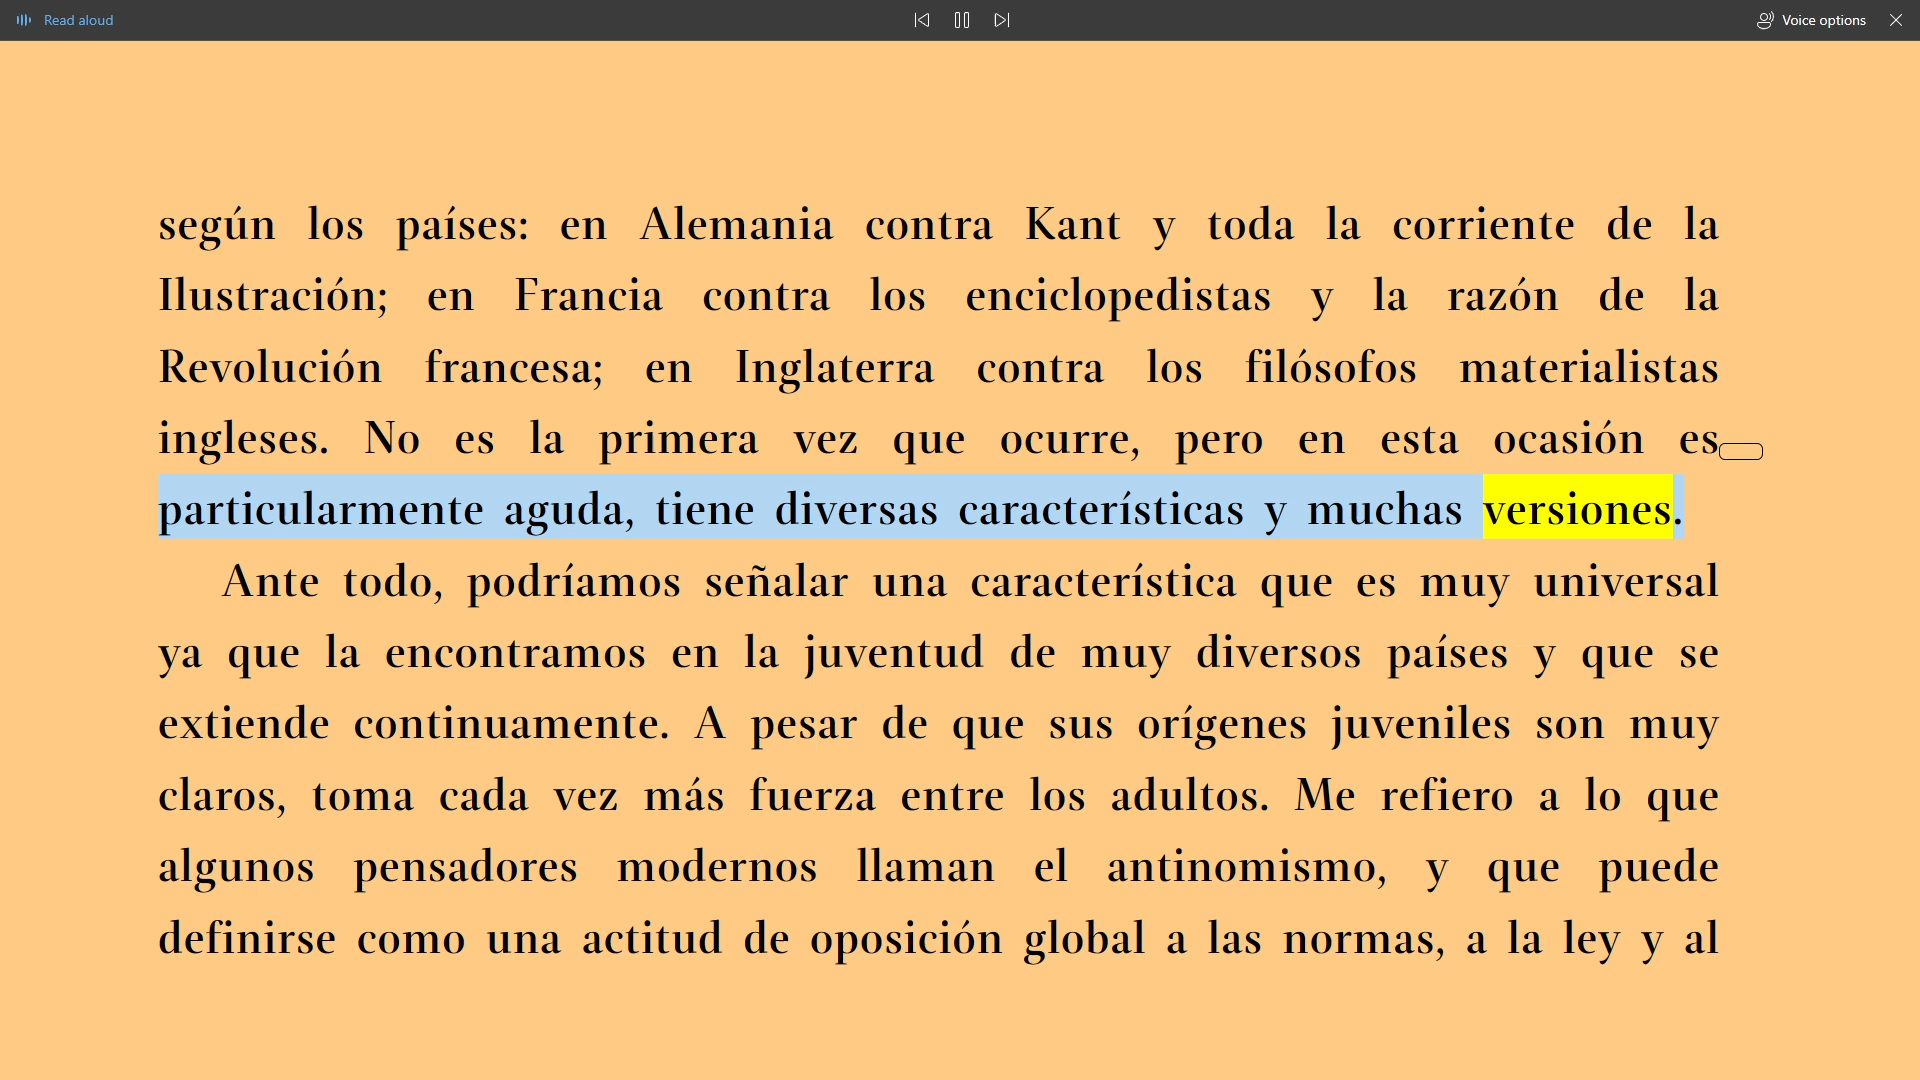 Read aloud
Voice options
según los países: en Alemania contra Kant y toda la corriente de la
Ilustración; en Francia contra los enciclopedistas y la razón de la
Revolución francesa; en Inglaterra contra los filósofos materialistas
ingleses. No es la primera vez que ocurre, pero en esta ocasión es
particularmente aguda, tiene diversas características y muchas versiones.
Ante todo, podríamos señalar una característica que es muy universal
ya que la encontramos en la juventud de muy diversos países y que se
extiende continuamente. A pesar de que sus orígenes juveniles son muy
claros, toma cada vez más fuerza entre los adultos. Me refiero a lo que
algunos pensadores modernos llaman el antinomismo, y que puede
definirse como una actitud de oposición global a las normas, a la ley y al